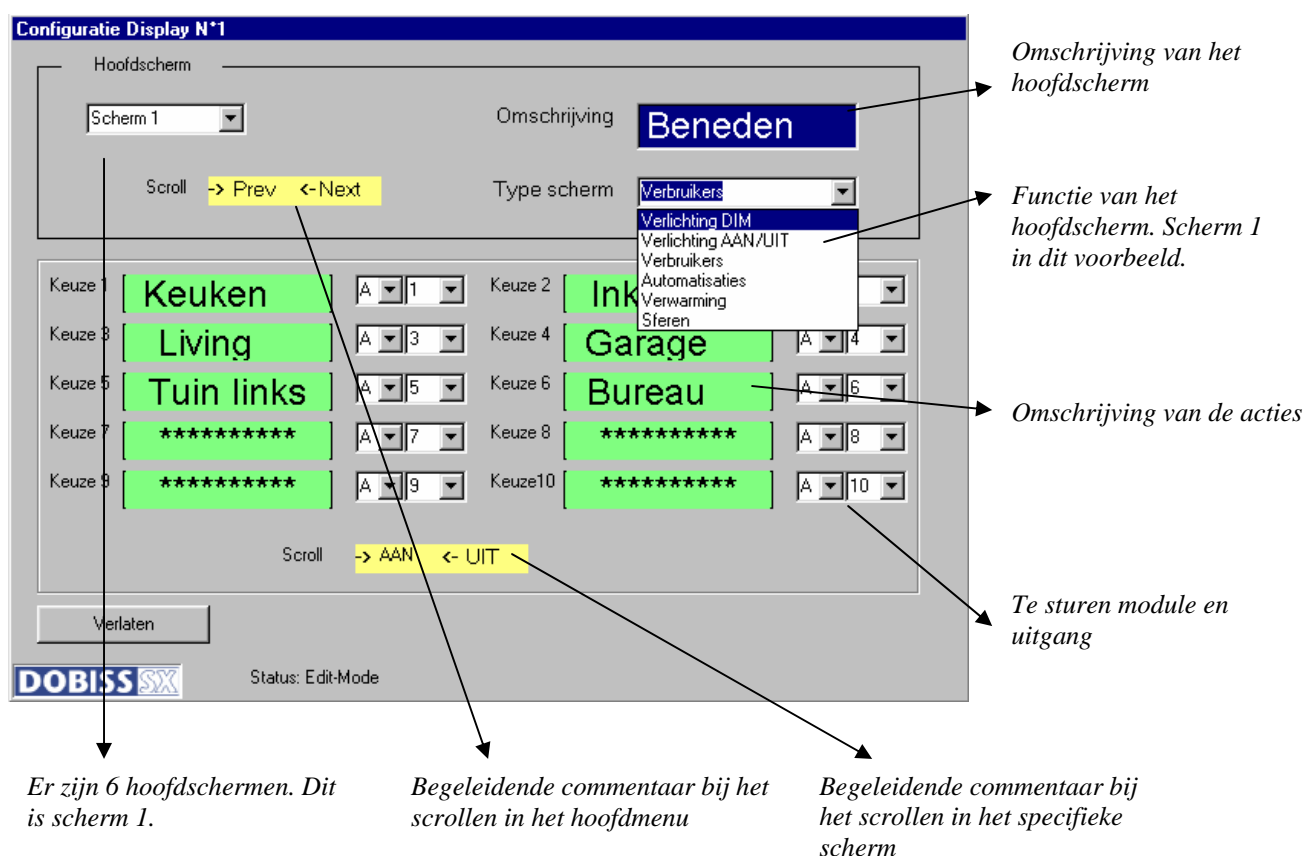 Configuratie Display N°1
Hoofdscherm
Scherm 1
Omschrijving
Beneden
Scroll
-> Prev <-Next
Type scherm
Verbruikers
Verlichting DIM
Verlichting AAN/UIT
Verbruikers
Automatisaties
Verwarming
Sferen
Keuze 1 Keuken A 1
Keuze 2 Ink
Keuze 3 Living A 3
Keuze 4 Garage A 4
Keuze 5 Tuin links A 5
Keuze 6 Bureau A 6
Keuze 7 ********** A 7
Keuze 8 ********** A 8
Keuze 9 ********** A 9
Keuze10 ********** A 10
Scroll -> AAN <- UIT
Verlaten
DOBISS SX
Status: Edit-Mode
Omschrijving van het
hoofdscherm
Functie van het
hoofdscherm. Scherm 1
in dit voorbeeld.
Omschrijving van de acties
Te sturen module en
uitgang
Er zijn 6 hoofdschermen. Dit
is scherm 1.
Begeleidende commentaar bij het
scrollen in het hoofdmenu
Begeleidende commentaar bij
het scrollen in het specifieke
scherm